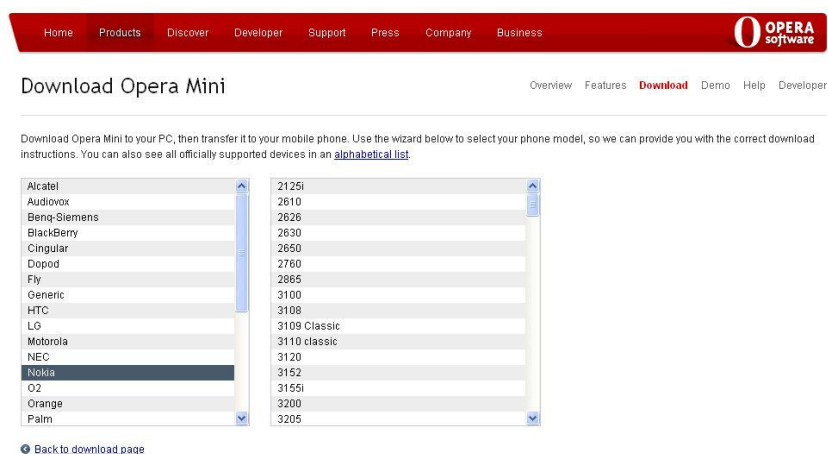 Home Products Discover Developer Support Press Company Business
OPERA
software
Download Opera Mini
Overview Features Download Demo Help Developer
Download Opera Mini to your PC, then transfer it to your mobile phone. Use the wizard below to select your phone model, so we can provide you with the correct download
instructions. You can also see all officially supported devices in an alphabetical list.
Alcatel
Audiovox
Benq-Siemens
BlackBerry
Cingular
Dopod
Fly
Generic
HTC
LG
Motorola
NEC
Nokia
O2
Orange
Palm
2125i
2610
2626
2630
2650
2760
2865
3100
3108
3109 Classic
3110 classic
3120
3152
3155i
3200
3205
Back to download page